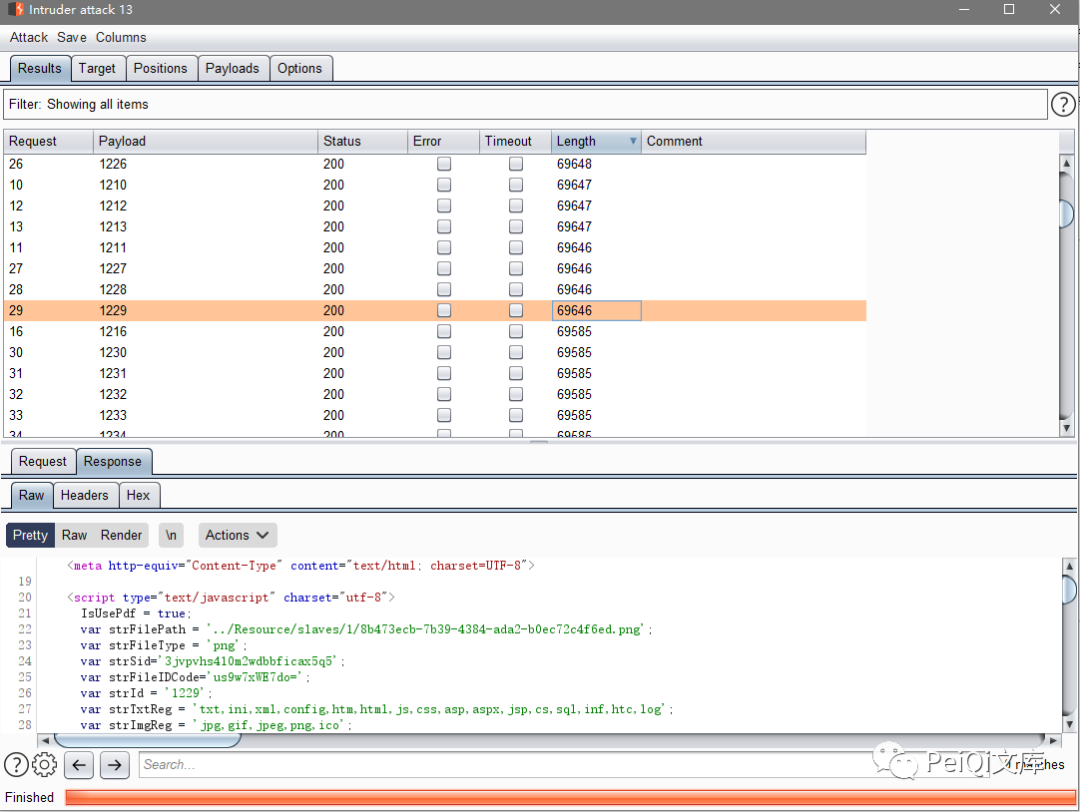 Intruder attack 13
Attack Save Columns
Results Target Positions Payloads Options
Filter: Showing all items
?
Request Payload Status Error Timeout Length Comment
26 1226 200 69648
10 1210 200 69647
12 1212 200 69647
13 1213 200 69647
11 1211 200 69646
27 1227 200 69646
28 1228 200 69646
29 1229 200 69646
16 1216 200 69585
30 1230 200 69585
31 1231 200 69585
32 1232 200 69585
33 1233 200 69585
34 1234 200 69585
Request Response
Raw Headers Hex
Pretty Raw Render \n Actions
<meta http-equiv="Content-Type" content="text/html; charset=UTF-8">
19
20 <script type="text/javascript" charset="utf-8">
21 IsUsePdf = true;
22 var strFilePath = '../Resource/slaves/1/8b473ecb-7b39-4384-ada2-b0ec72c4f6ed.png';
23 var strFileType = 'png';
24 var strSid='3jvpvhs410m2wdbbficax5q5';
25 var strFileIDCode='us9w7xWE7do=';
26 var strId = '1229';
27 var strTxtReg = 'txt,ini,xml,config,htm,html,js,css,asp,aspx,jsp,cs,sql,inf,htc,log';
28 var strImgReg = 'jpg,gif,jpeg,png,ico';
? Search... matches
PeiQi文库
Finished